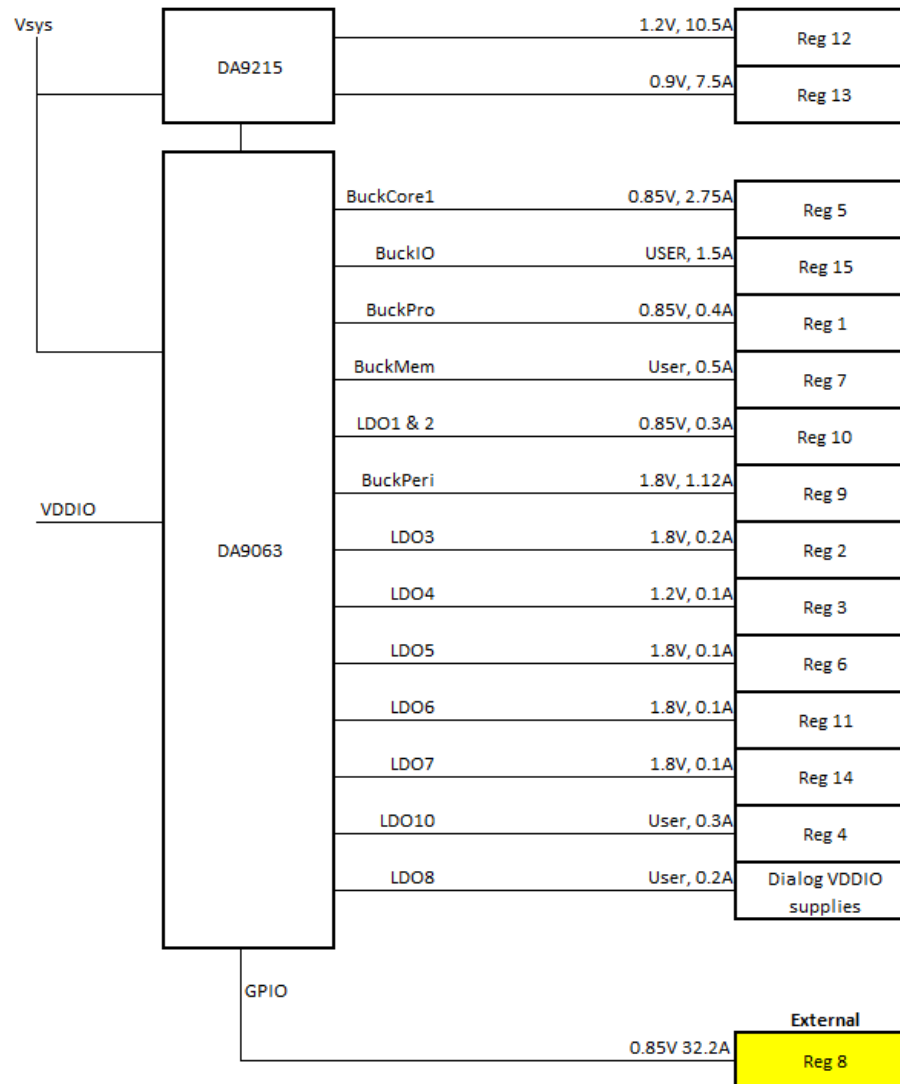 Vsys
DA9215
1.2V, 10.5A
Reg 12
0.9V, 7.5A
Reg 13
BuckCore1
0.85V, 2.75A
Reg 5
BuckIO
USER, 1.5A
Reg 15
BuckPro
0.85V, 0.4A
Reg 1
BuckMem
User, 0.5A
Reg 7
LDO1 & 2
0.85V, 0.3A
Reg 10
BuckPeri
1.8V, 1.12A
Reg 9
VDDIO
DA9063
LDO3
1.8V, 0.2A
Reg 2
LDO4
1.2V, 0.1A
Reg 3
LDO5
1.8V, 0.1A
Reg 6
LDO6
1.8V, 0.1A
Reg 11
LDO7
1.8V, 0.1A
Reg 14
LDO10
User, 0.3A
Reg 4
LDO8
User, 0.2A
Dialog VDDIO
supplies
GPIO
External
0.85V 32.2A
Reg 8